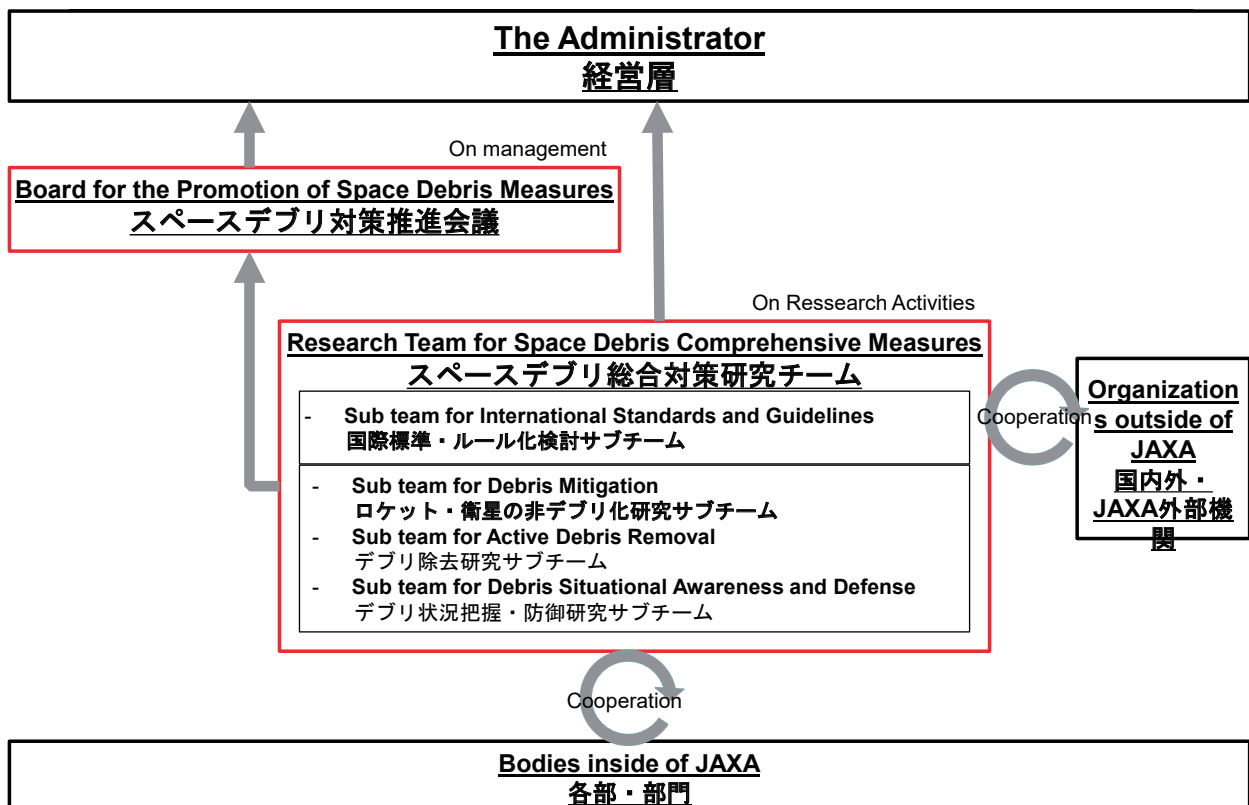 The Administrator
経営層
On management
Board for the Promotion of Space Debris Measures
スペースデブリ対策推進会議
On Ressearch Activities
Research Team for Space Debris Comprehensive Measures
スペースデブリ総合対策研究チーム
- Sub team for International Standards and Guidelines
国際標準・ルール化検討サブチーム
- Sub team for Debris Mitigation
ロケット・衛星の非デブリ化研究サブチーム
- Sub team for Active Debris Removal
デブリ除去研究サブチーム
- Sub team for Debris Situational Awareness and Defense
デブリ状況把握・防御研究サブチーム
Cooperation
Organization
s outside of
JAXA
国内外・
JAXA外部機
関
Cooperation
Bodies inside of JAXA
各部・部門